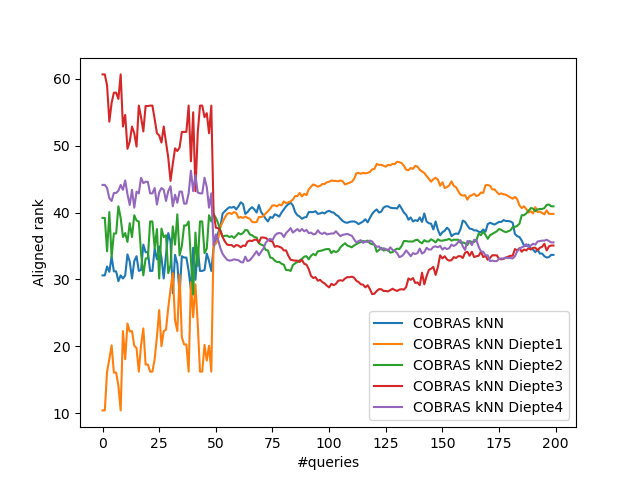 60
50
40
30
20
10
Aligned rank
0
25
50
75
100
125
150
175
200
#queries
COBRAS kNN
COBRAS kNN Diepte1
COBRAS kNN Diepte2
COBRAS kNN Diepte3
COBRAS kNN Diepte4